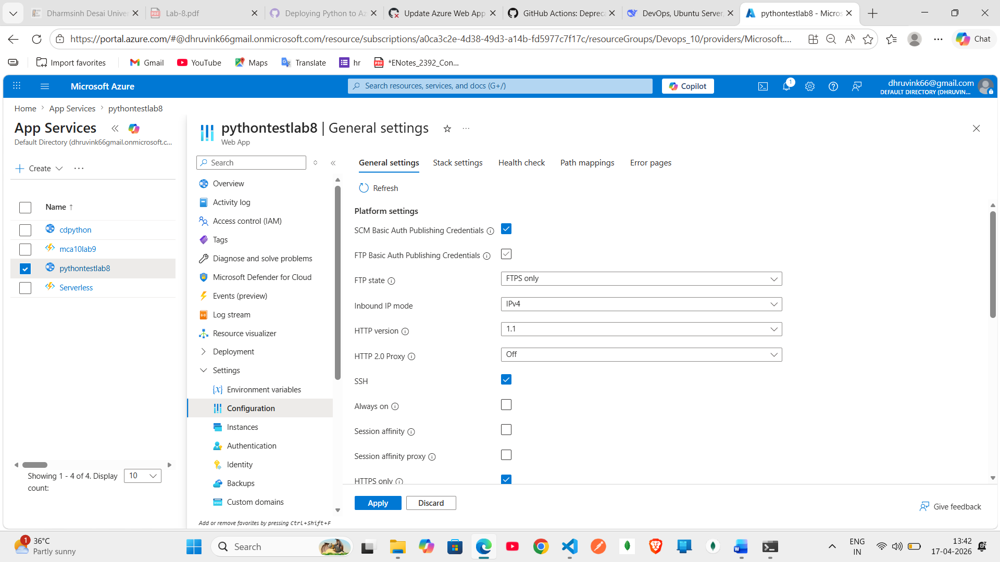 Dharmsinh Desai Univer
Lab-8.pdf
Deploying Python to Az
Update Azure Web App
GitHub Actions: Depreca
DevOps, Ubuntu Server,
pythontestlab8 - Micros
https://portal.azure.com/#@dhruvink66gmail.onmicrosoft.com/resource/subscriptions/a0ca3c2e-4d38-49d3-a14b-fd5977c7f17c/resourceGroups/Devops_10/providers/Microsoft....
Chat
Import favorites
Gmail
YouTube
Maps
Translate
hr
*ENotes_2392_Con...
Microsoft Azure
Search resources, services, and docs (G+/)
Copilot
1
dhruvink66@gmail.com
DEFAULT DIRECTORY (DHRUVIN...
Home > App Services > pythontestlab8
App Services
Default Directory (dhruvink66gmail.onmicrosoft.c...
Create
Name ↑
cdpython
mca10lab9
pythontestlab8
Serverless
Showing 1 - 4 of 4. Display
count:
10
pythontestlab8 | General settings
Web App
Search
Overview
Activity log
Access control (IAM)
Tags
Diagnose and solve problems
Microsoft Defender for Cloud
Events (preview)
Log stream
Resource visualizer
Deployment
Settings
Environment variables
Configuration
Instances
Authentication
Identity
Backups
Custom domains
Add or remove favorites by pressing Ctrl+Shift+F
General settings
Stack settings
Health check
Path mappings
Error pages
Refresh
Platform settings
SCM Basic Auth Publishing Credentials
FTP Basic Auth Publishing Credentials
FTP state
FTPS only
Inbound IP mode
IPv4
HTTP version
1.1
HTTP 2.0 Proxy
Off
SSH
Always on
Session affinity
Session affinity proxy
HTTPS only
Apply
Discard
Give feedback
1
36°C
Partly sunny
Search
ENG
IN
13:42
17-04-2026